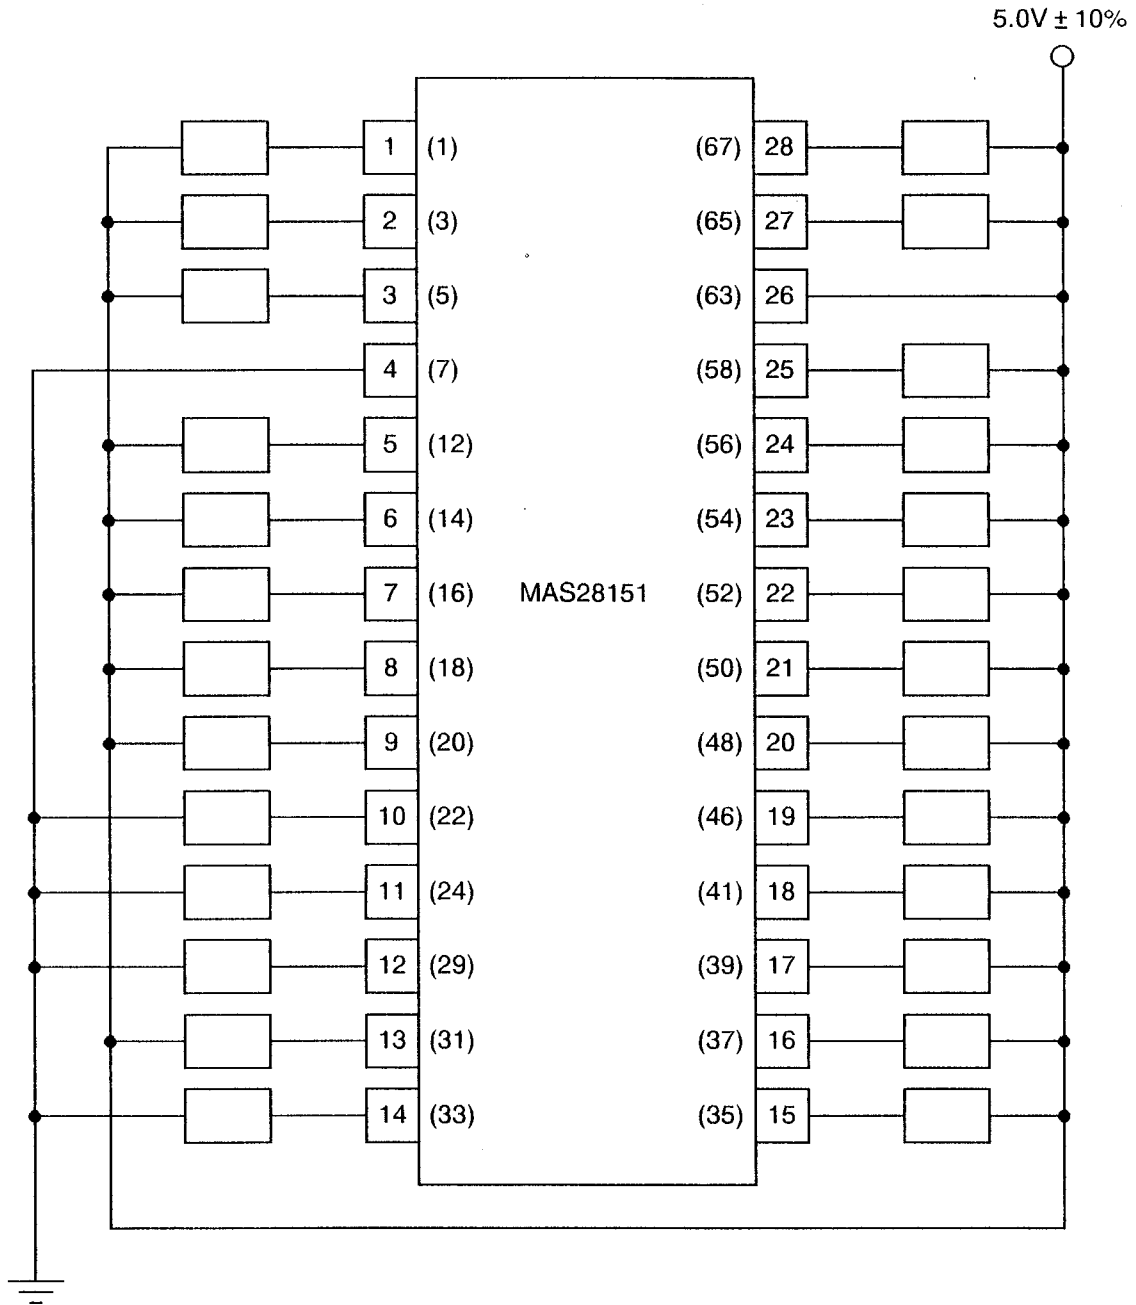 5.0V ± 10%
1 (1) (67) 28
2 (3) (65) 27
3 (5) (63) 26
4 (7) (58) 25
5 (12) (56) 24
6 (14) (54) 23
7 (16) MAS28151 (52) 22
8 (18) (50) 21
9 (20) (48) 20
10 (22) (46) 19
11 (24) (41) 18
12 (29) (39) 17
13 (31) (37) 16
14 (33) (35) 15